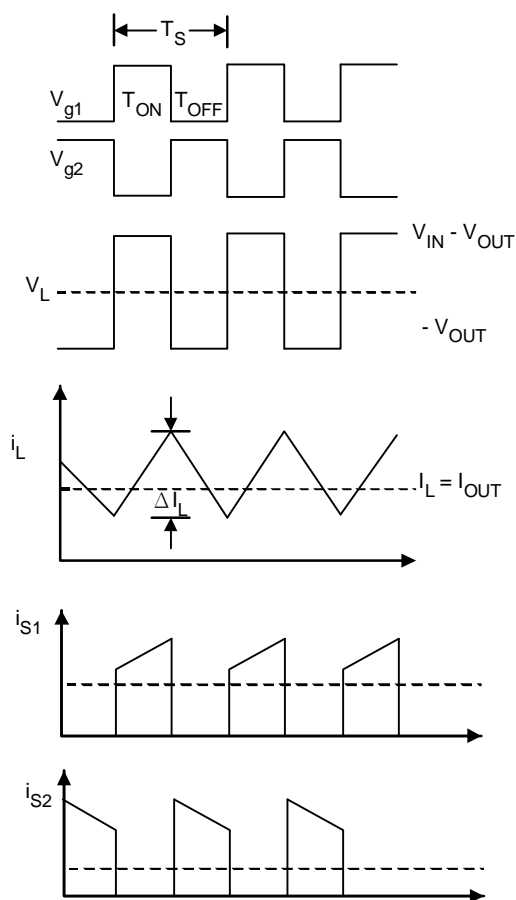 T_S
V_g1
T_ON T_OFF
V_g2
V_IN - V_OUT
V_L
- V_OUT
i_L
I_L = I_OUT
ΔI_L
i_S1
i_S2